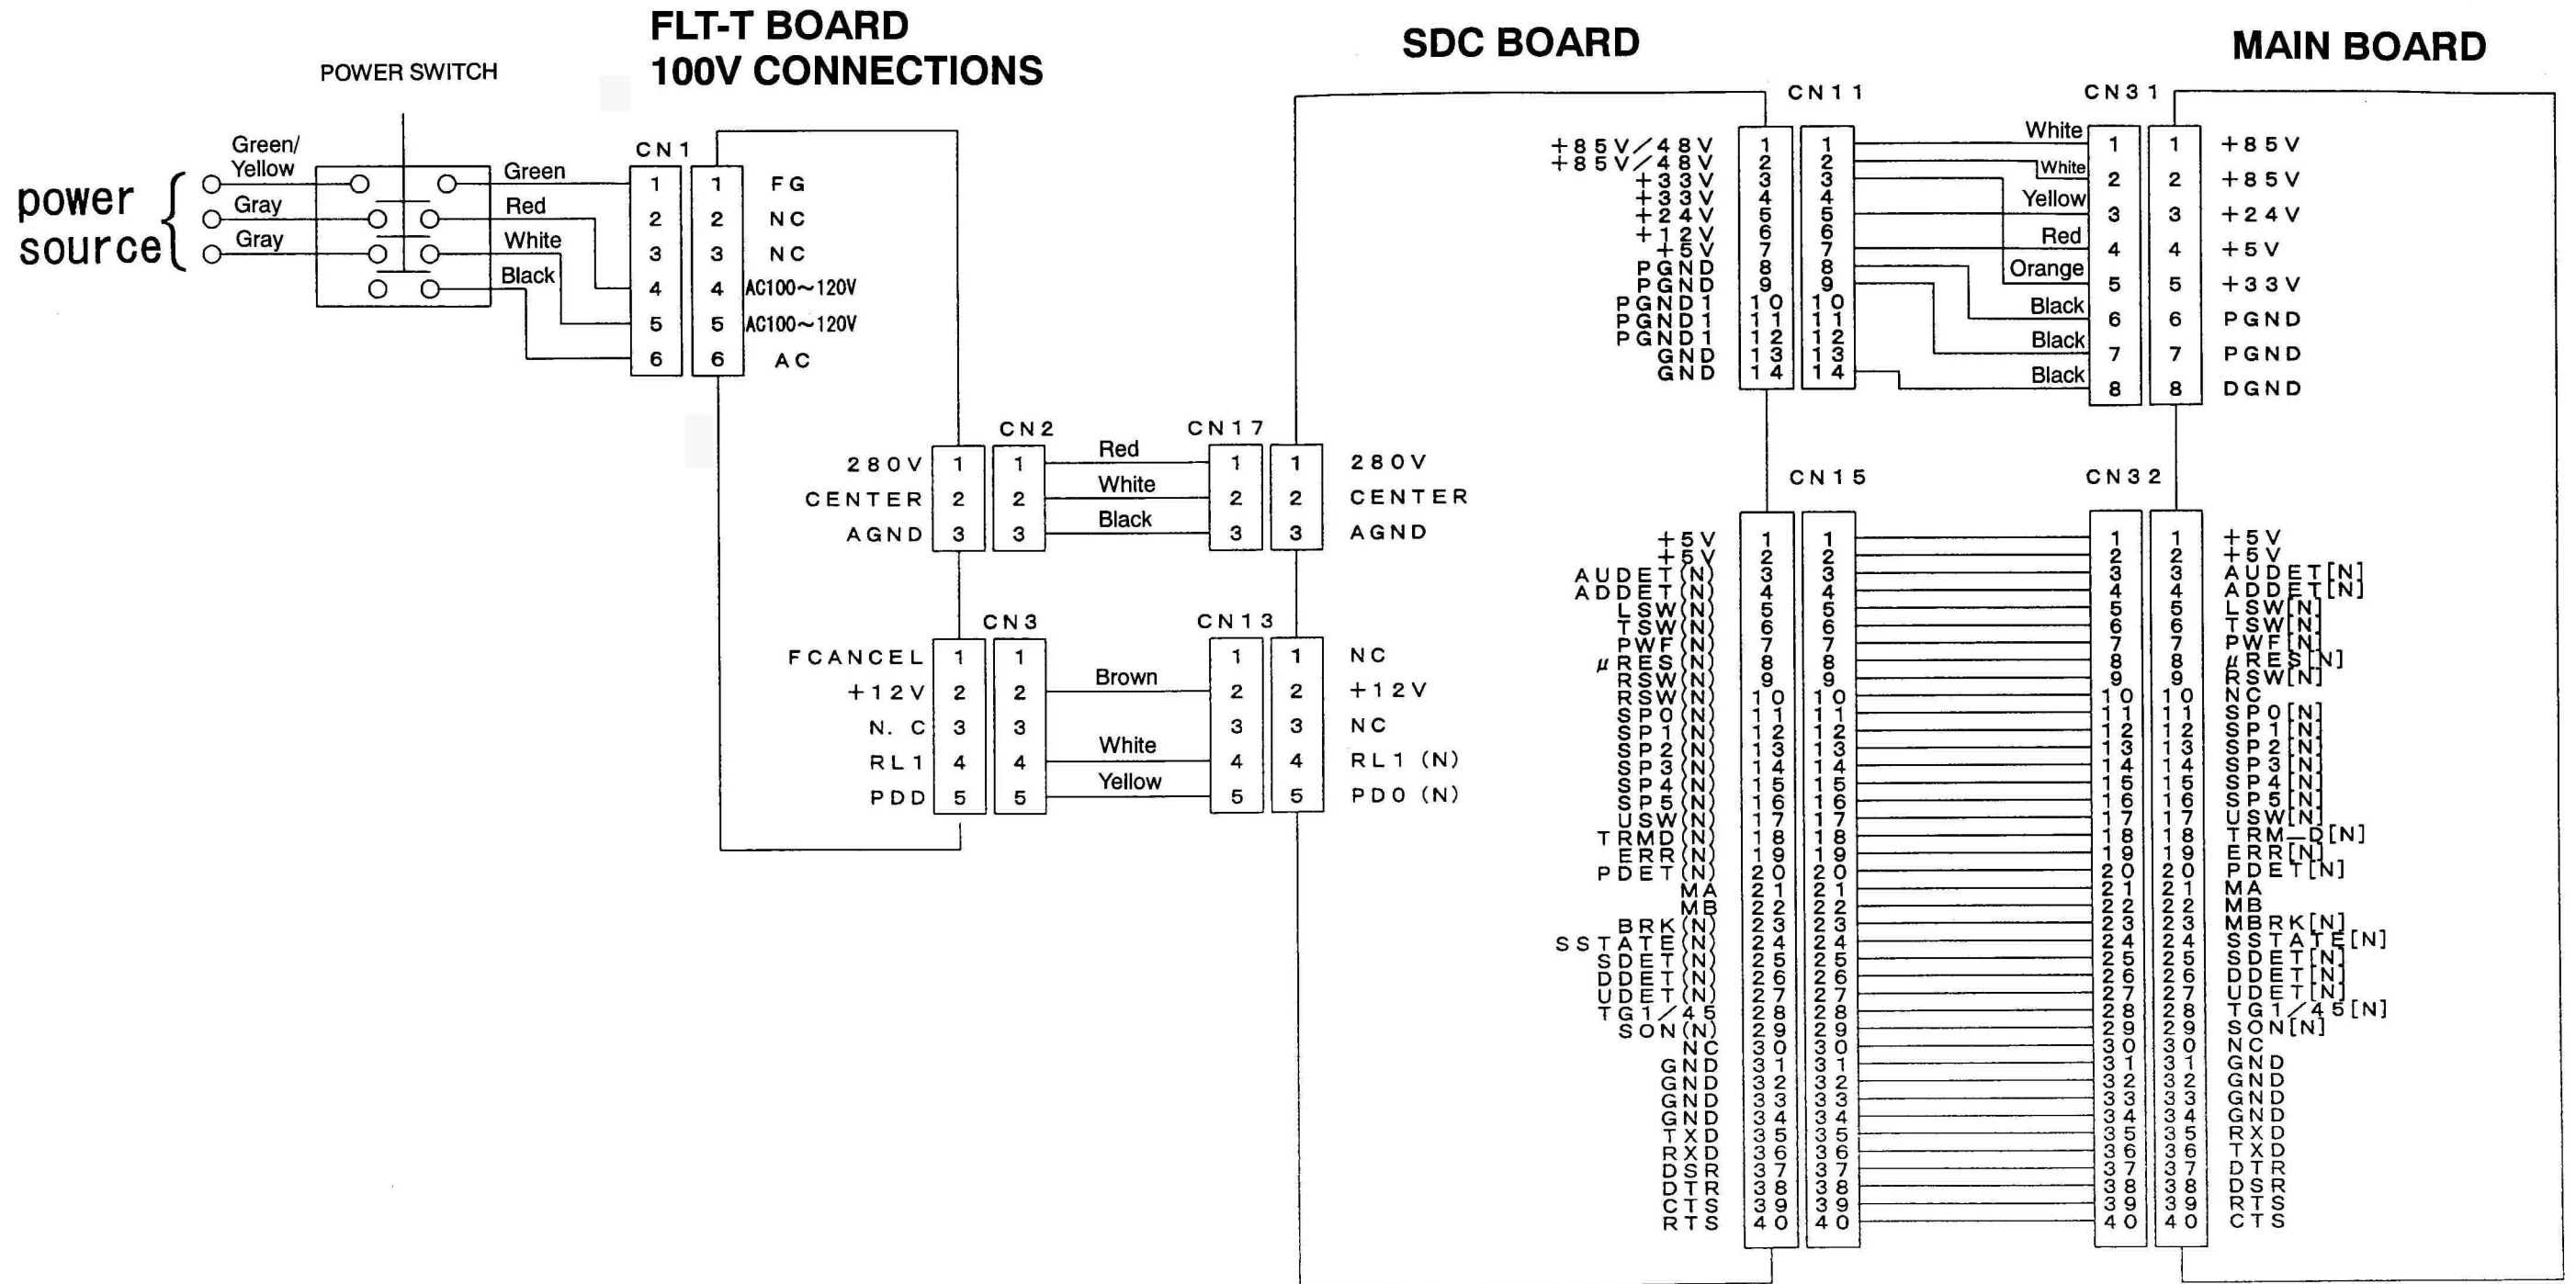 FLT-T BOARD
100V CONNECTIONS
SDC BOARD
MAIN BOARD
POWER SWITCH
power
source
Green/
Yellow
Gray
Gray
Green
Red
White
Black
CN1
1 1 FG
2 2 NC
3 3 NC
4 4 AC100~120V
5 5 AC100~120V
6 6 AC
CN2 CN17
280V 1 1 Red 1 1 280V
CENTER 2 2 White 2 2 CENTER
AGND 3 3 Black 3 3 AGND
CN3 CN13
FCANCEL 1 1 1 1 NC
+12V 2 2 Brown 2 2 +12V
N. C 3 3 3 3 NC
RL1 4 4 White 4 4 RL1 (N)
PDD 5 5 Yellow 5 5 PD0 (N)
CN11
+85V/48V 1 1
+85V/48V 2 2
+33V 3 3
+33V 4 4
+24V 5 5
+12V 6 6
+5V 7 7
PGND 8 8
PGND 9 9
PGND1 10 10
PGND1 11 11
PGND1 12 12
GND 13 13
GND 14 14
CN31
White 1 1 +85V
White 2 2 +85V
Yellow 3 3 +24V
Red 4 4 +5V
Orange 5 5 +33V
Black 6 6 PGND
Black 7 7 PGND
Black 8 8 DGND
CN15 CN32
+5V 1 1 1 1 +5V
+5V 2 2 2 2 +5V
AUDET(N) 3 3 3 3 AUDET[N]
ADDET(N) 4 4 4 4 ADDET[N]
LSW(N) 5 5 5 5 LSW[N]
TSW(N) 6 6 6 6 TSW[N]
PWF(N) 7 7 7 7 PWF[N]
μRES(N) 8 8 8 8 μRES[N]
RSW(N) 9 9 9 9 RSW[N]
RSW(N) 10 10 10 10 NC
SP0(N) 11 11 11 11 SP0[N]
SP1(N) 12 12 12 12 SP1[N]
SP2(N) 13 13 13 13 SP2[N]
SP3(N) 14 14 14 14 SP3[N]
SP4(N) 15 15 15 15 SP4[N]
SP5(N) 16 16 16 16 SP5[N]
USW(N) 17 17 17 17 USW[N]
TRMD(N) 18 18 18 18 TRM-D[N]
ERR(N) 19 19 19 19 ERR[N]
PDET(N) 20 20 20 20 PDET[N]
MA 21 21 21 21 MA
MB 22 22 22 22 MB
BRK(N) 23 23 23 23 MBRK[N]
SSTATE(N) 24 24 24 24 SSTATE[N]
SDET(N) 25 25 25 25 SDET[N]
DDET(N) 26 26 26 26 DDET[N]
UDET(N) 27 27 27 27 UDET[N]
TG1/45 28 28 28 28 TG1/45[N]
SON(N) 29 29 29 29 SON[N]
NC 30 30 30 30 NC
GND 31 31 31 31 GND
GND 32 32 32 32 GND
GND 33 33 33 33 GND
GND 34 34 34 34 GND
TXD 35 35 35 35 RXD
RXD 36 36 36 36 TXD
DSR 37 37 37 37 DTR
DTR 38 38 38 38 DSR
CTS 39 39 39 39 RTS
RTS 40 40 40 40 CTS